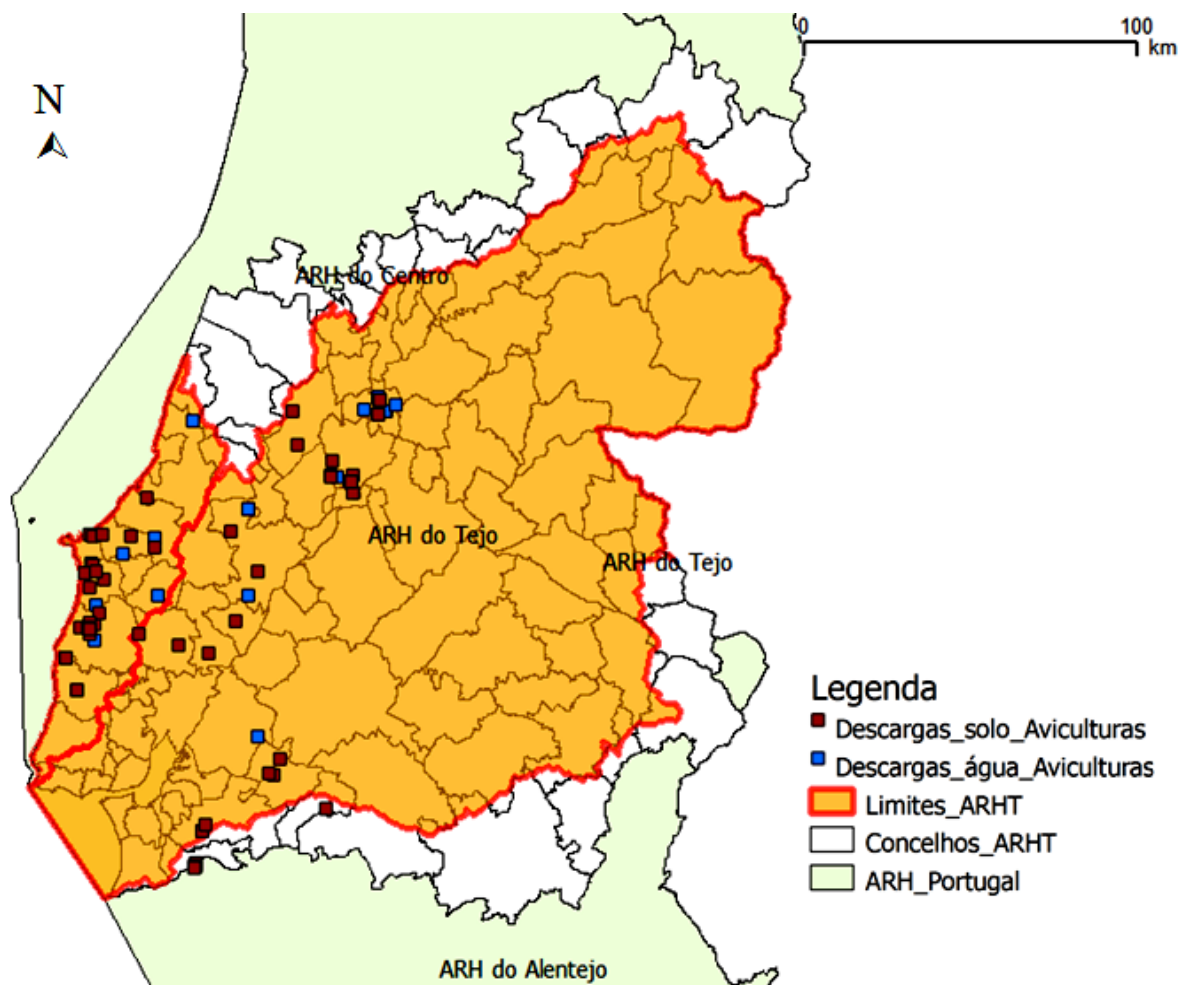 0 100
km
N
ARH do Centro
ARH do Tejo
ARH do Tejo
Legenda
Descargas_solo_Aviculturas
Descargas_água_Aviculturas
Limites_ARHT
Concelhos_ARHT
ARH_Portugal
ARH do Alentejo